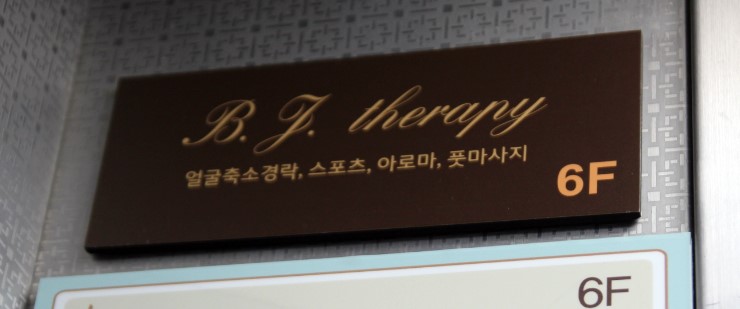 B. J. therapy
얼굴축소경락, 스포츠, 아로마, 풋마사지
6F
6F